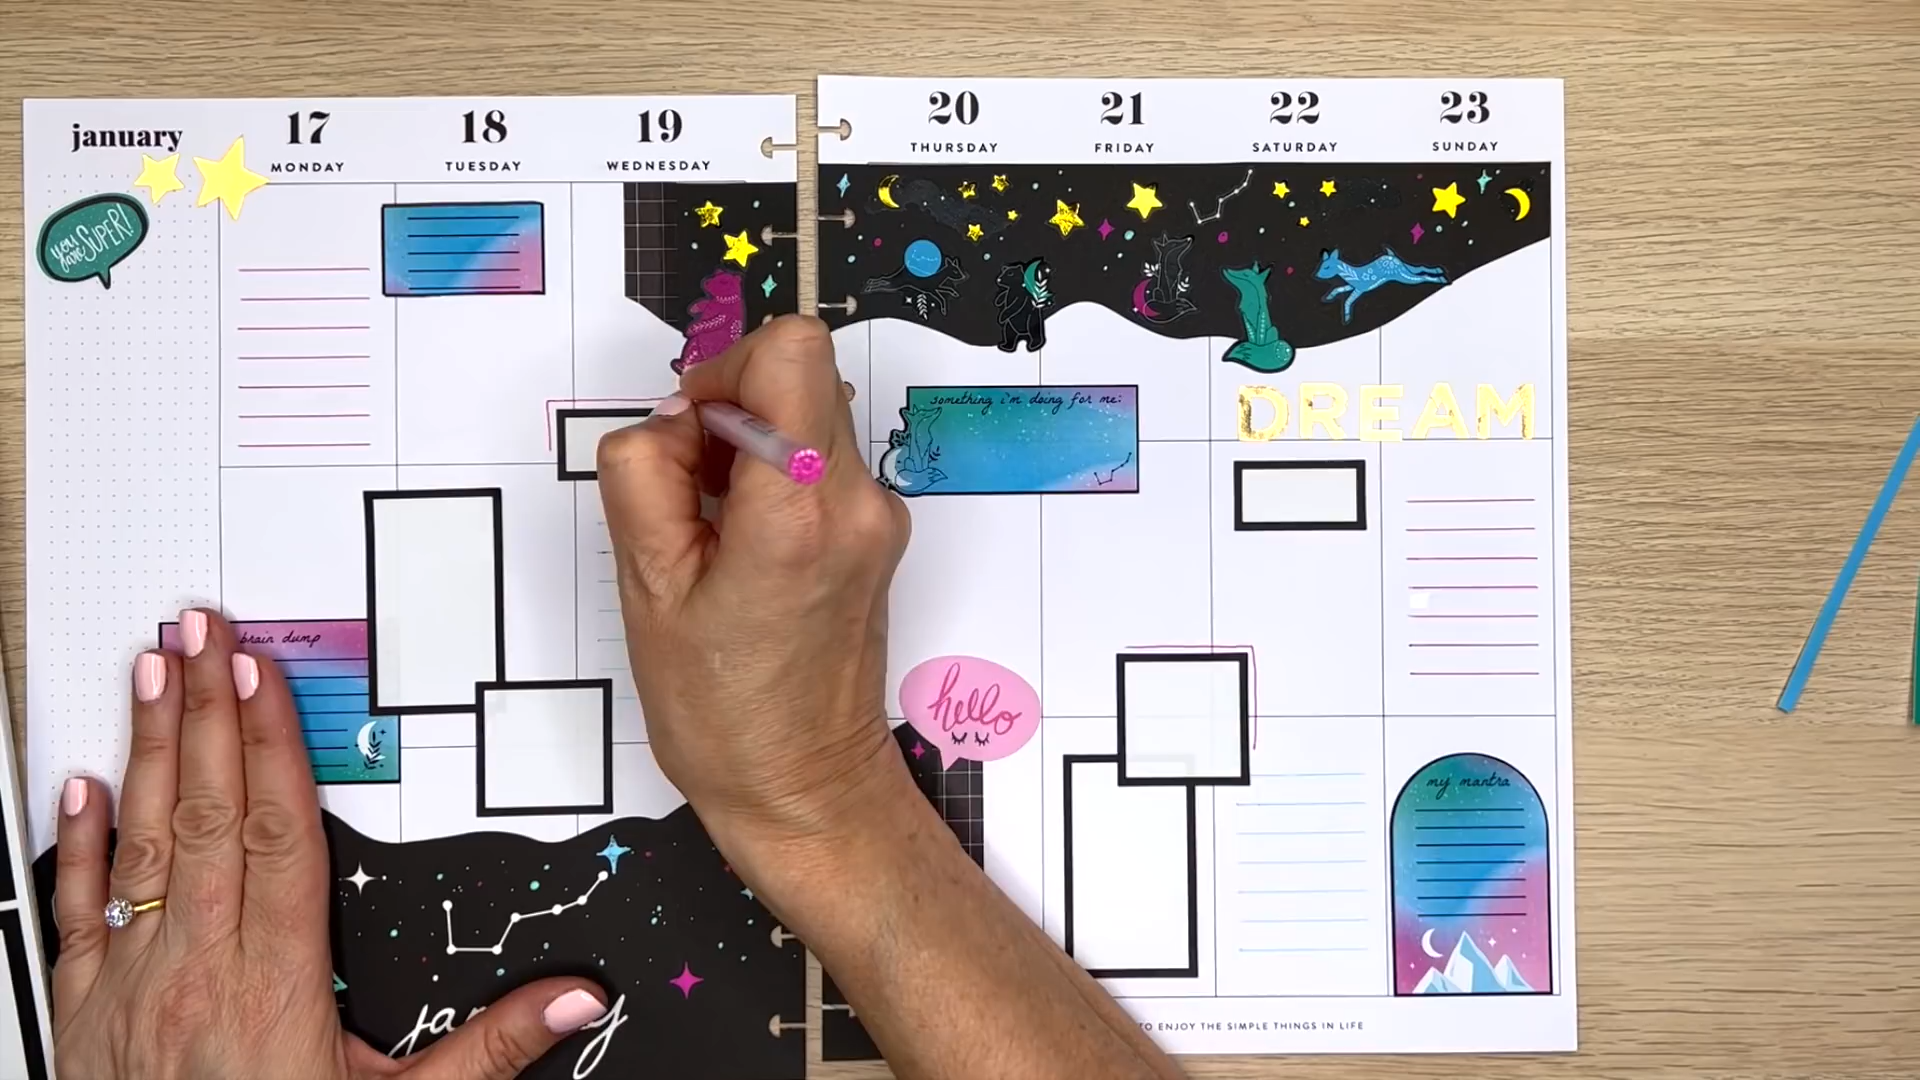 january
17
MONDAY
18
TUESDAY
19
WEDNESDAY
20
THURSDAY
21
FRIDAY
22
SATURDAY
23
SUNDAY
you are SUPER!
something i'm doing for me:
DREAM
brain dump
hello
my mantra
TO ENJOY THE SIMPLE THINGS IN LIFE